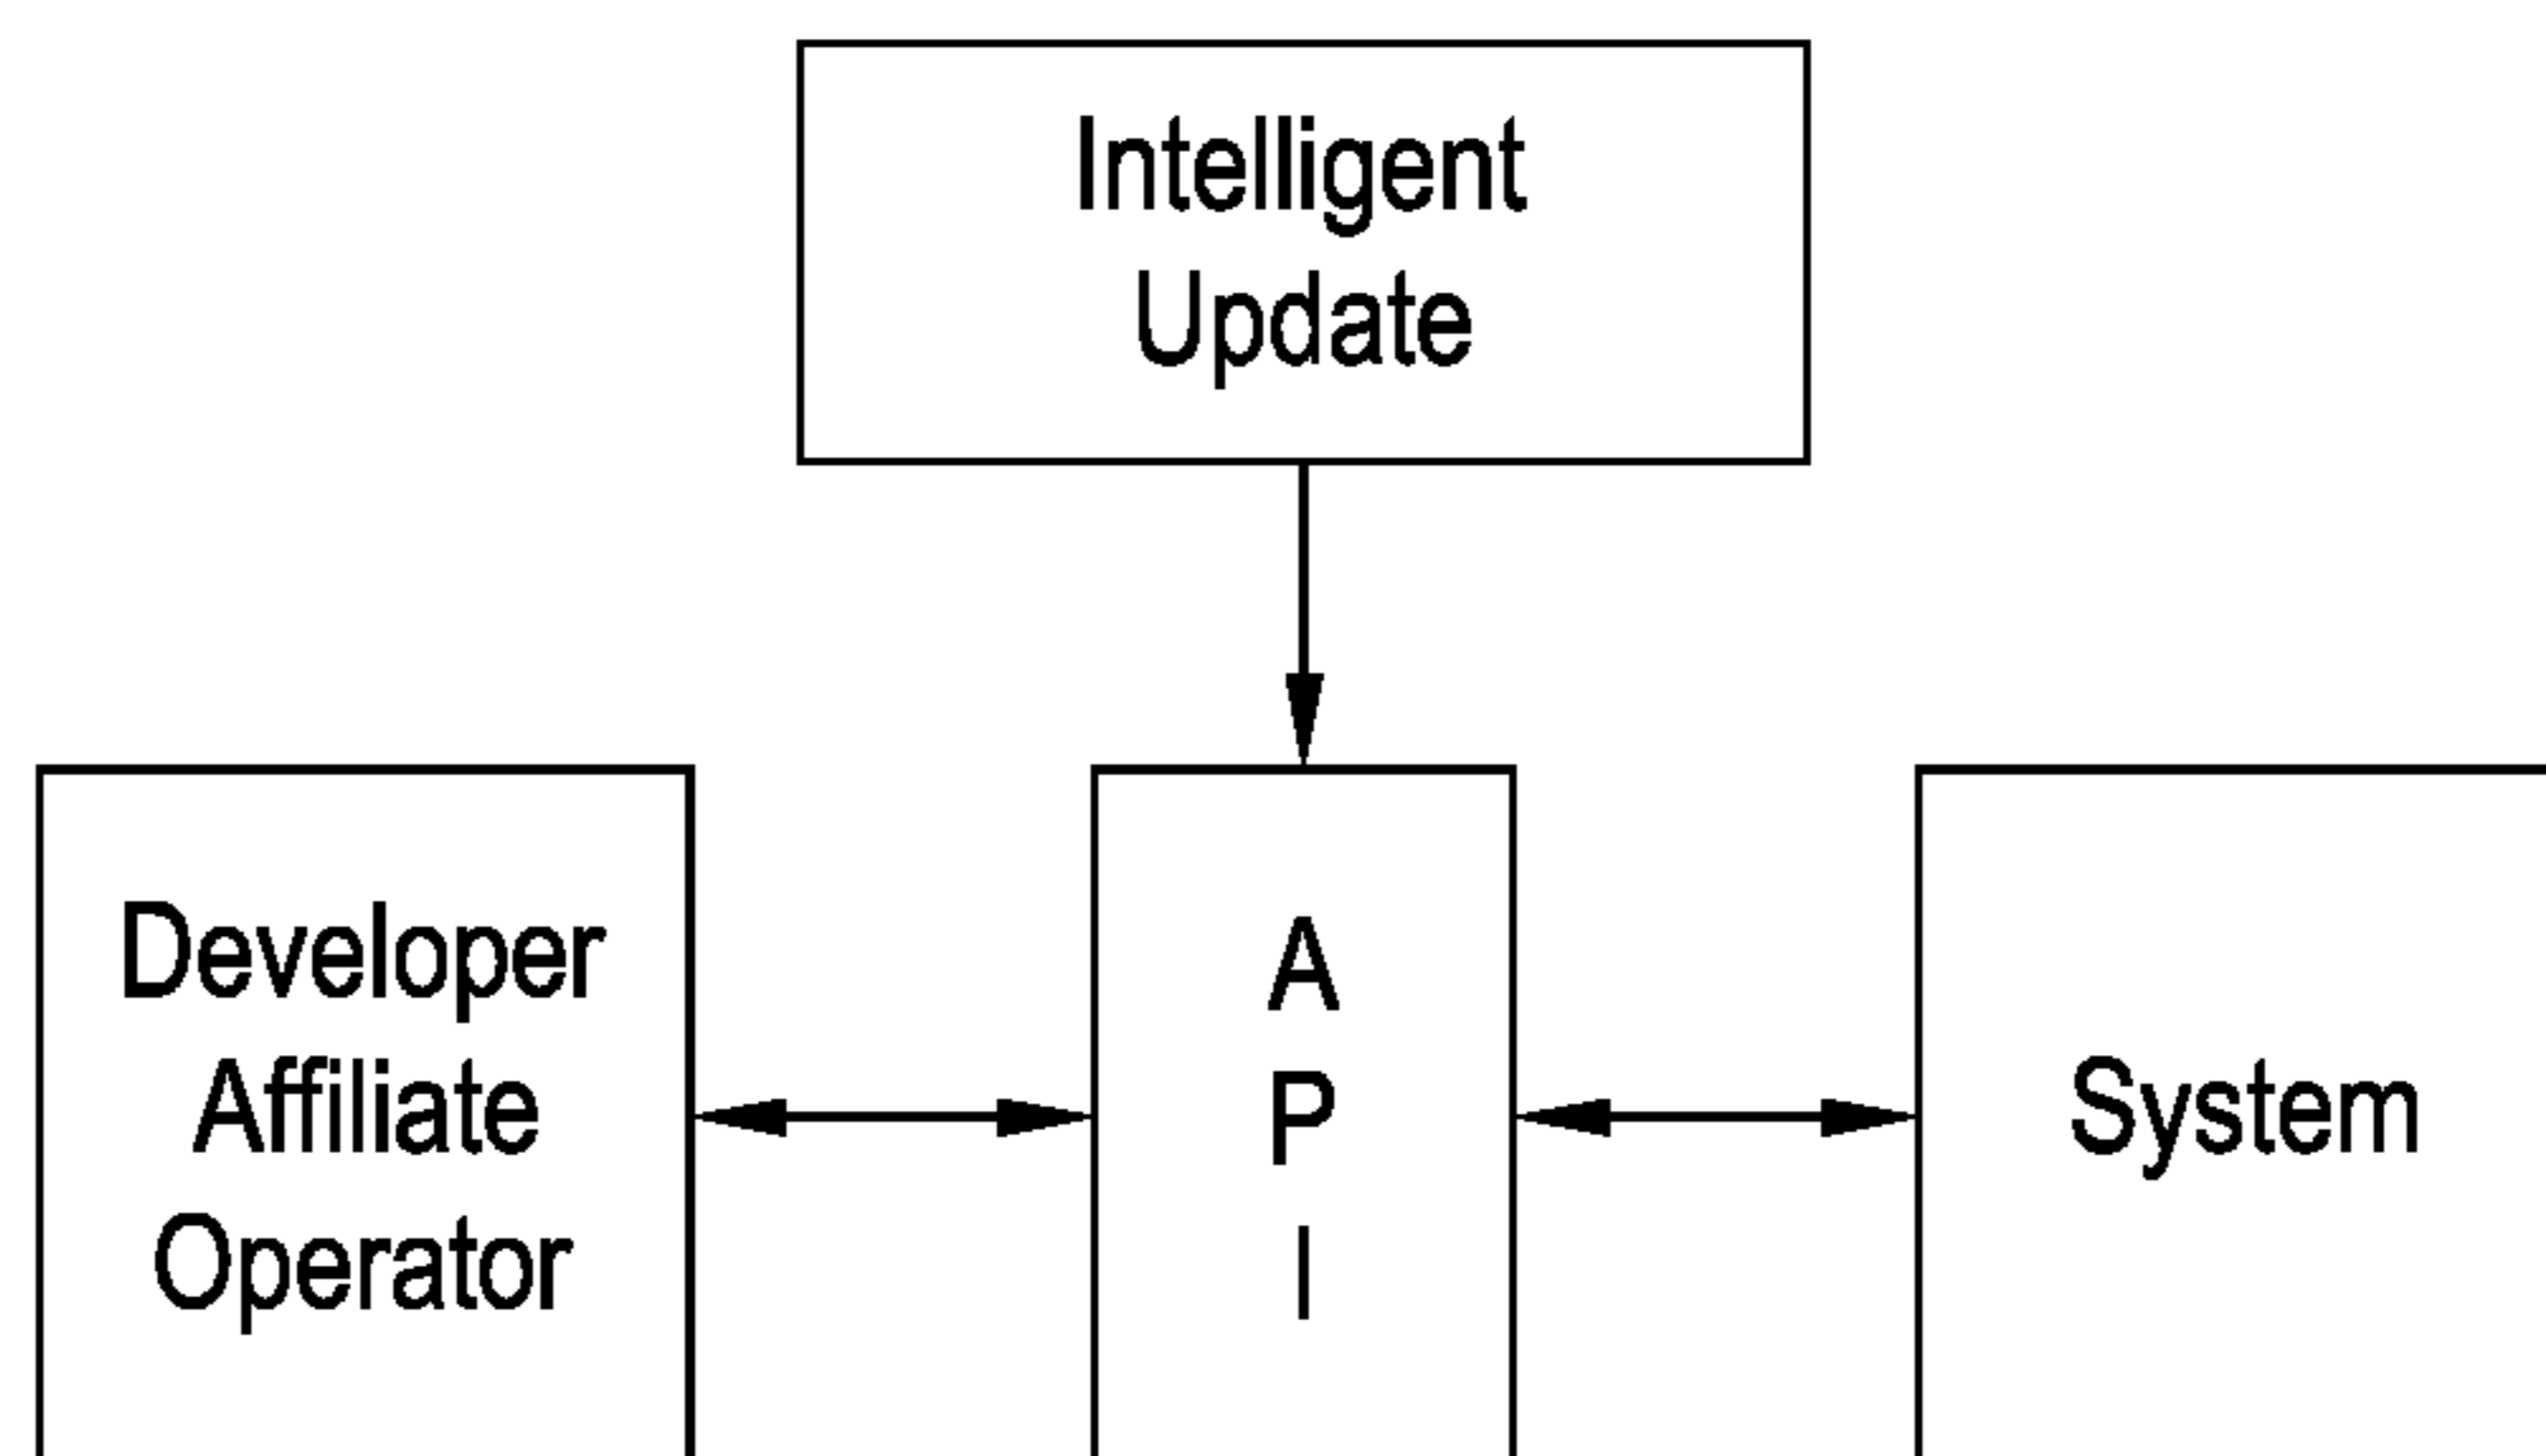 Intelligent
Update
Developer
Affiliate
Operator
A
P
I
System